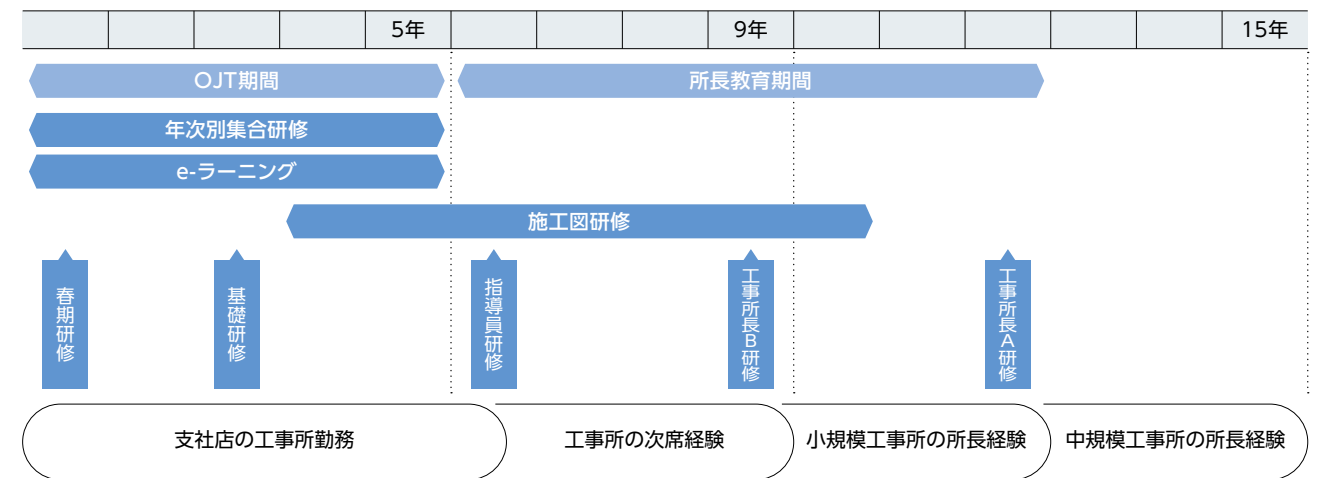 5年
9年
15年
OJT期間
所長教育期間
年次別集合研修
e-ラーニング
施工図研修
春期研修
基礎研修
指導員研修
工事所長B研修
工事所長A研修
支社店の工事所勤務
工事所の次席経験
小規模工事所の所長経験
中規模工事所の所長経験